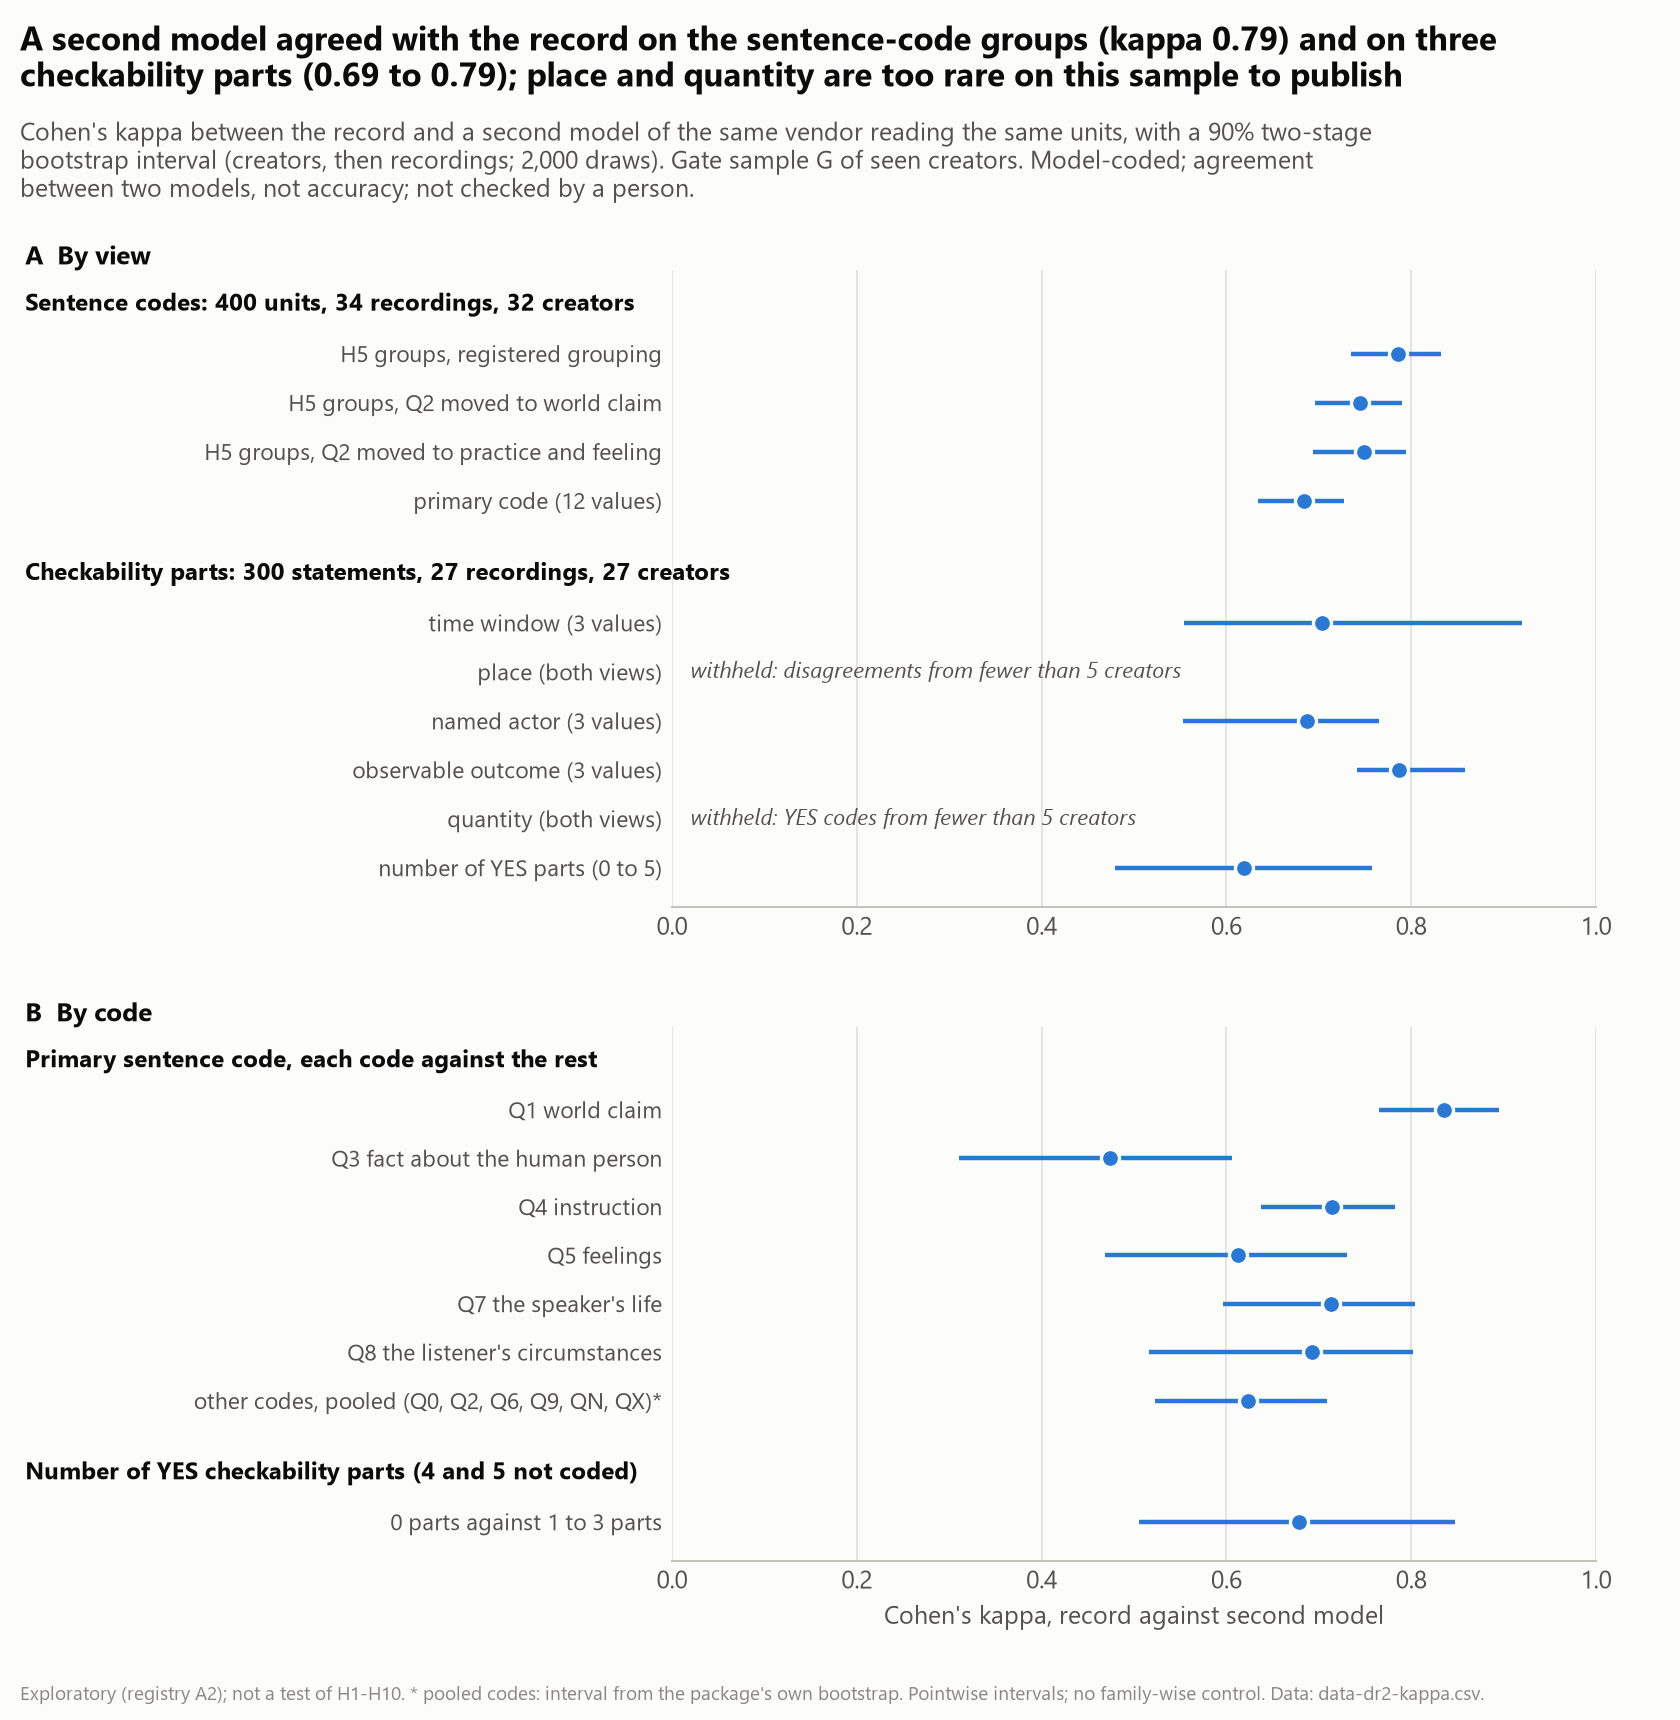 A second model agreed with the record on the sentence-code groups (kappa 0.79) and on three
checkability parts (0.69 to 0.79); place and quantity are too rare on this sample to publish
Cohen's kappa between the record and a second model of the same vendor reading the same units, with a 90% two-stage
bootstrap interval (creators, then recordings; 2,000 draws). Gate sample G of seen creators. Model-coded; agreement
between two models, not accuracy; not checked by a person.
A By view
Sentence codes: 400 units, 34 recordings, 32 creators
H5 groups, registered grouping
H5 groups, Q2 moved to world claim
H5 groups, Q2 moved to practice and feeling
primary code (12 values)
Checkability parts: 300 statements, 27 recordings, 27 creators
time window (3 values)
place (both views) withheld: disagreements from fewer than 5 creators
named actor (3 values)
observable outcome (3 values)
quantity (both views) withheld: YES codes from fewer than 5 creators
number of YES parts (0 to 5)
0.0 0.2 0.4 0.6 0.8 1.0
B By code
Primary sentence code, each code against the rest
Q1 world claim
Q3 fact about the human person
Q4 instruction
Q5 feelings
Q7 the speaker's life
Q8 the listener's circumstances
other codes, pooled (Q0, Q2, Q6, Q9, QN, QX)*
Number of YES checkability parts (4 and 5 not coded)
0 parts against 1 to 3 parts
0.0 0.2 0.4 0.6 0.8 1.0
Cohen's kappa, record against second model
Exploratory (registry A2); not a test of H1-H10. * pooled codes: interval from the package's own bootstrap. Pointwise intervals; no family-wise control. Data: data-dr2-kappa.csv.